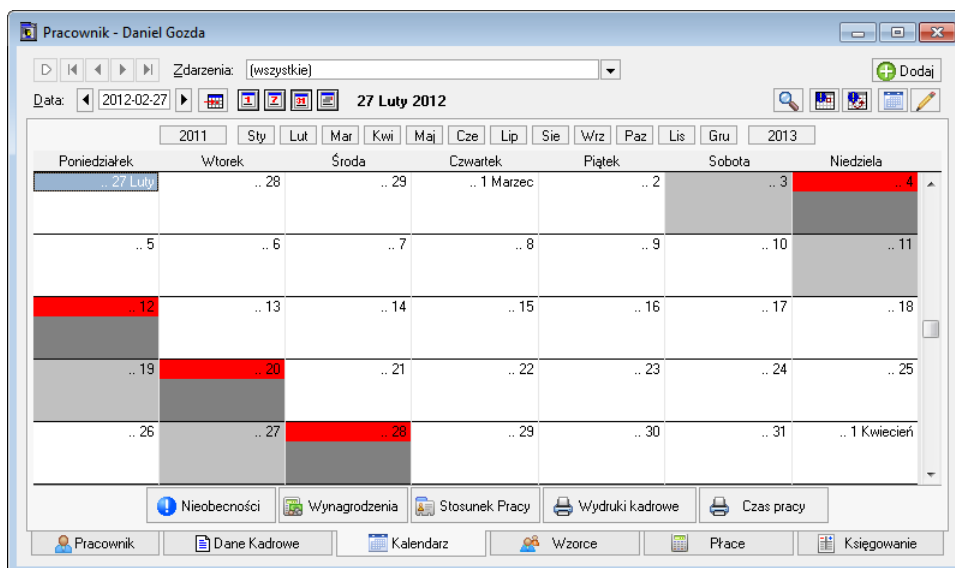 Pracownik - Daniel Gozda
D Zdarzenia: (wszystkie) Dodaj
Data: 2012-02-27 1 7 31 27 Luty 2012
2011 Sty Lut Mar Kwi Maj Cze Lip Sie Wrz Paz Lis Gru 2013
Poniedziałek Wtorek Środa Czwartek Piątek Sobota Niedziela
.. 27 Luty .. 28 .. 29 .. 1 Marzec .. 2 .. 3 .. 4
.. 5 .. 6 .. 7 .. 8 .. 9 .. 10 .. 11
.. 12 .. 13 .. 14 .. 15 .. 16 .. 17 .. 18
.. 19 .. 20 .. 21 .. 22 .. 23 .. 24 .. 25
.. 26 .. 27 .. 28 .. 29 .. 30 .. 31 .. 1 Kwiecień
Nieobecności Wynagrodzenia Stosunek Pracy Wydruki kadrowe Czas pracy
Pracownik Dane Kadrowe Kalendarz Wzorce Płace Księgowanie